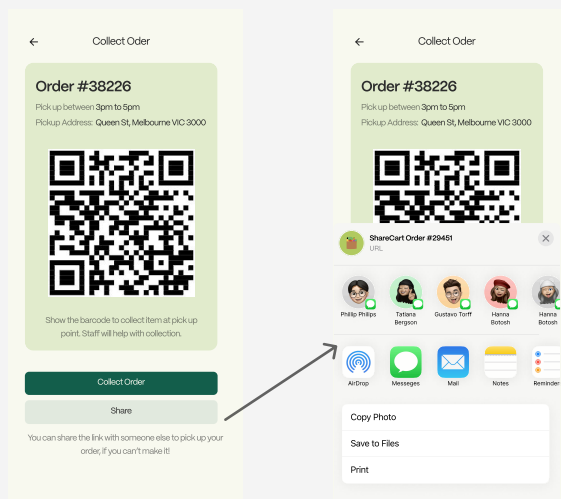 Collect Oder
Order #38226
Pick up between 3pm to 5pm
Pickup Address: Queen St, Melbourne VIC 3000
Show the barcode to collect item at pick up
point. Staff will help with collection.
Collect Order
Share
You can share the link with someone else to pick up your
order, if you can't make it!
Collect Oder
Order #38226
Pick up between 3pm to 5pm
Pickup Address: Queen St, Melbourne VIC 3000
ShareCart Order #29451
URL
Phillip Philips
Tatiana
Bergson
Gustavo Torff
Hanna
Botosh
Hanna
Botosh
AirDrop
Messeges
Mail
Notes
Reminder
Copy Photo
Save to Files
Print